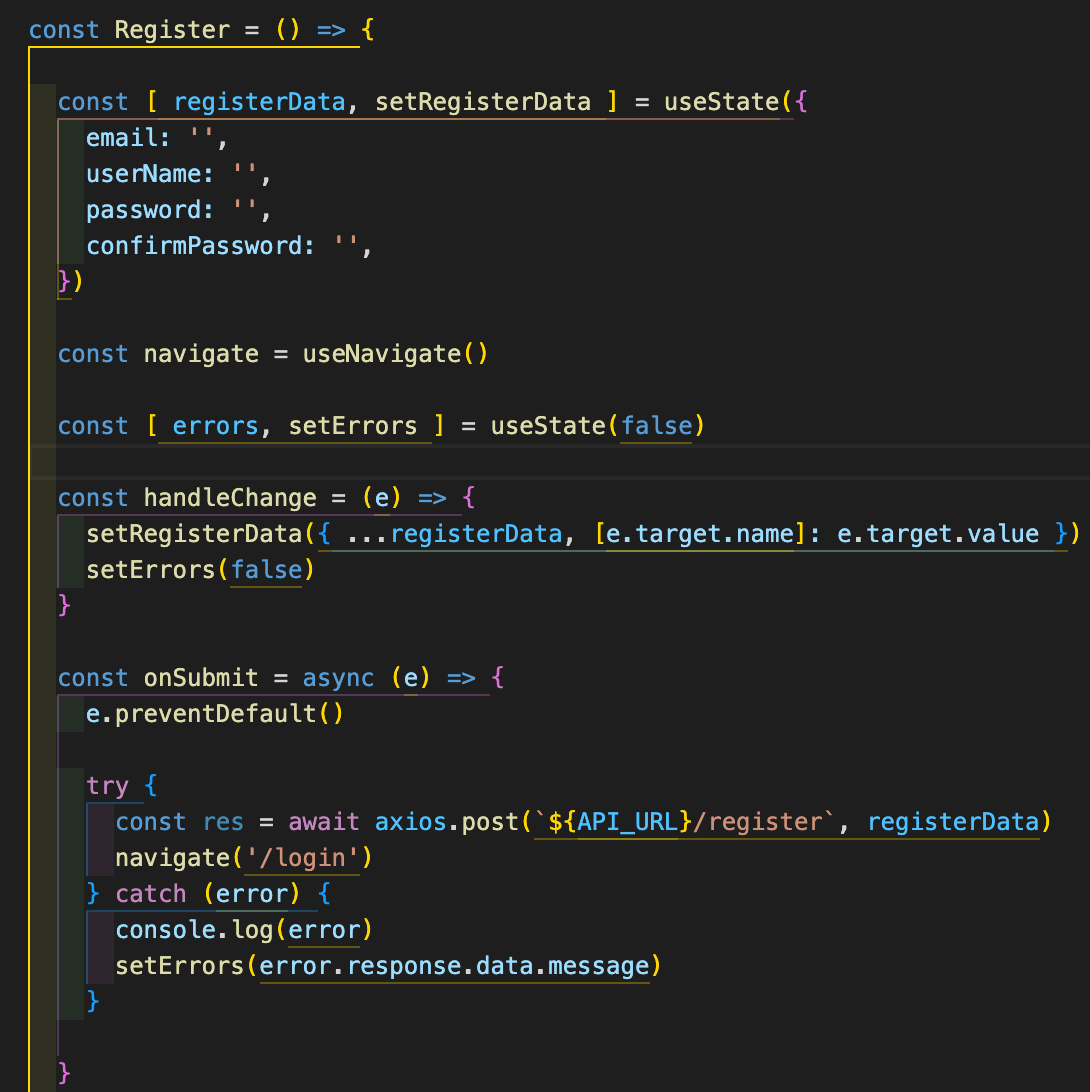 const Register = () => {
const [ registerData, setRegisterData ] = useState({
email: '',
userName: '',
password: '',
confirmPassword: '',
})
const navigate = useNavigate()
const [ errors, setErrors ] = useState(false)
const handleChange = (e) => {
setRegisterData({ ...registerData, [e.target.name]: e.target.value })
setErrors(false)
}
const onSubmit = async (e) => {
e.preventDefault()
try {
const res = await axios.post(`${API_URL}/register`, registerData)
navigate('/login')
} catch (error) {
console.log(error)
setErrors(error.response.data.message)
}
}